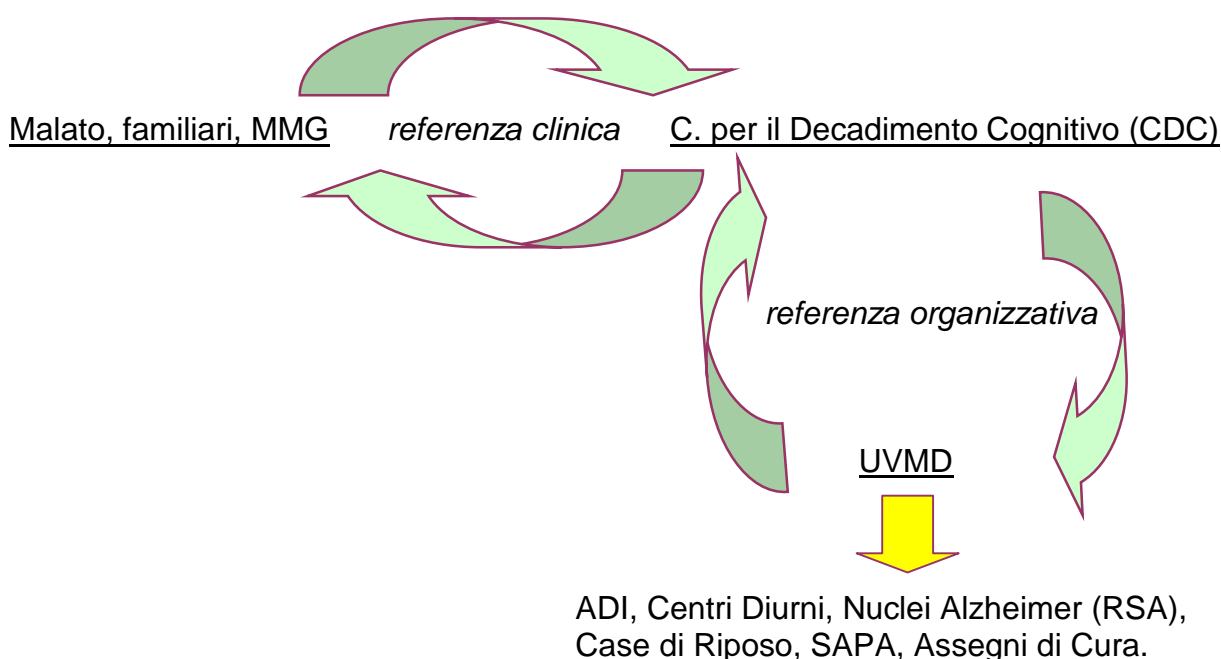 Malato, familiari, MMG referenza clinica C. per il Decadimento Cognitivo (CDC)
referenza organizzativa
UVMD
ADI, Centri Diurni, Nuclei Alzheimer (RSA),
Case di Riposo, SAPA, Assegni di Cura.